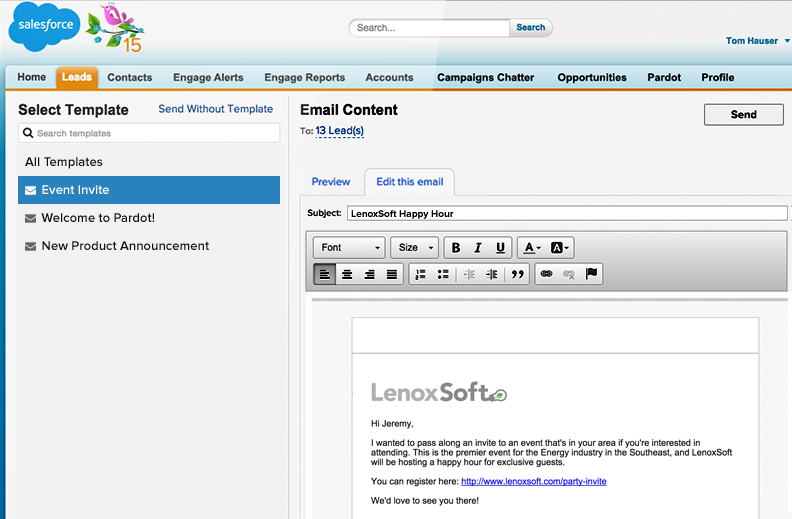 salesforce
15
Search...
Search
Tom Hauser
Home Leads Contacts Engage Alerts Engage Reports Accounts Campaigns Chatter Opportunities Pardot Profile
Select Template
Send Without Template
Search templates
All Templates
Event Invite
Welcome to Pardot!
New Product Announcement
Email Content
To: 13 Lead(s)
Send
Preview
Edit this email
Subject: LenoxSoft Happy Hour
Font Size B I U A A
LenoxSoft
Hi Jeremy,
I wanted to pass along an invite to an event that's in your area if you're interested in
attending. This is the premier event for the Energy industry in the Southeast, and LenoxSoft
will be hosting a happy hour for exclusive guests.
You can register here: http://www.lenoxsoft.com/party-invite
We'd love to see you there!